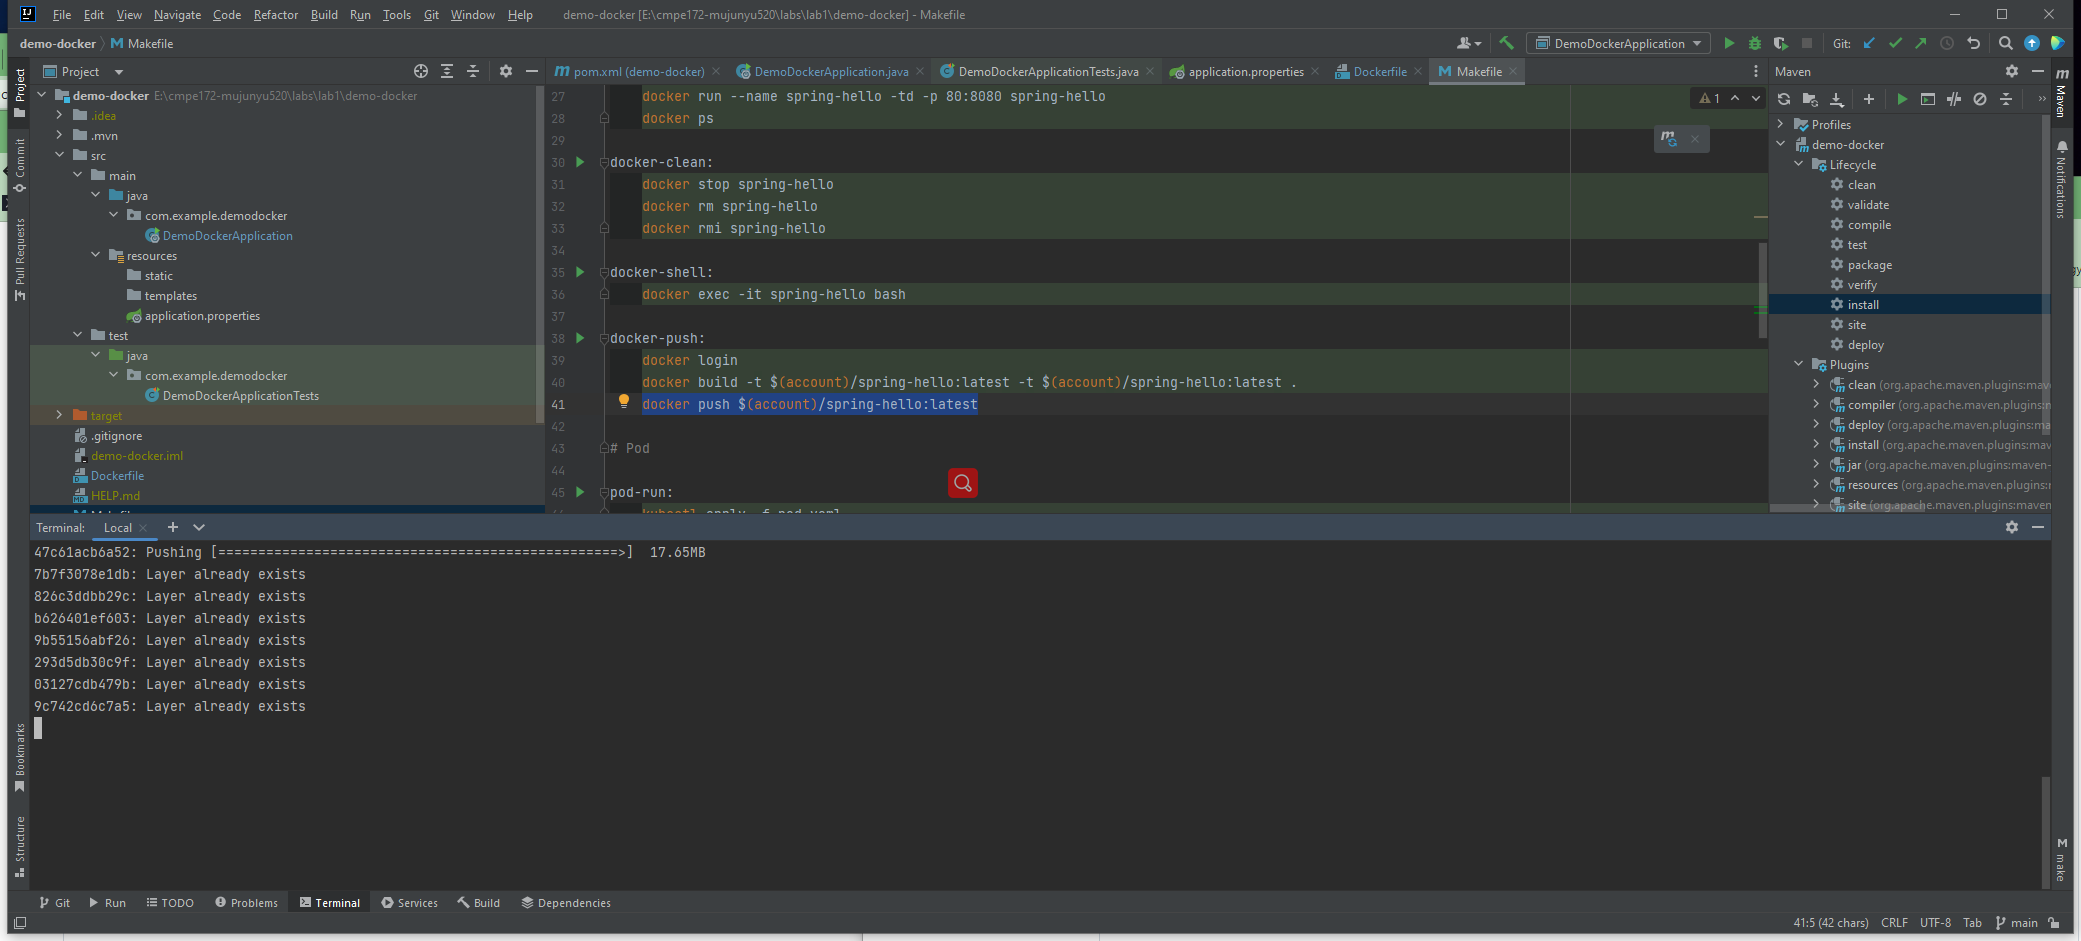 File Edit View Navigate Code Refactor Build Run Tools Git Window Help demo-docker [E:\cmpe172-mujunyu520\labs\lab1\demo-docker] - Makefile
demo-docker Makefile
DemoDockerApplication
Git:
Project
pom.xml (demo-docker)
DemoDockerApplication.java
DemoDockerApplicationTests.java
application.properties
Dockerfile
Makefile
Maven
Project
Commit
Pull Request
demo-docker E:\cmpe172-mujunyu520\labs\lab1\demo-docker
.idea
.mvn
src
main
java
com.example.demodocker
DemoDockerApplication
resources
static
templates
application.properties
test
java
com.example.demodocker
DemoDockerApplicationTests
target
.gitignore
demo-docker.iml
Dockerfile
HELP.md
1
27 docker run --name spring-hello -td -p 80:8080 spring-hello
28 docker ps
29
30 docker-clean:
31 docker stop spring-hello
32 docker rm spring-hello
33 docker rmi spring-hello
34
35 docker-shell:
36 docker exec -it spring-hello bash
37
38 docker-push:
39 docker login
40 docker build -t $(account)/spring-hello:latest -t $(account)/spring-hello:latest .
41 docker push $(account)/spring-hello:latest
42
43 # Pod
44
45 pod-run:
Profiles
demo-docker
Lifecycle
clean
validate
compile
test
package
verify
install
site
deploy
Plugins
clean (org.apache.maven.plugins:mav
compiler (org.apache.maven.plugins:
deploy (org.apache.maven.plugins:ma
install (org.apache.maven.plugins:mav
jar (org.apache.maven.plugins:maven-
resources (org.apache.maven.plugins:
site (org.apache.maven.plugins:maven
Maven
Notifications
make
Terminal: Local
47c61acb6a52: Pushing [==================================================>] 17.65MB
7b7f3078e1db: Layer already exists
826c3ddbb29c: Layer already exists
b626401ef603: Layer already exists
9b55156abf26: Layer already exists
293d5db30c9f: Layer already exists
03127cdb479b: Layer already exists
9c742cd6c7a5: Layer already exists
Bookmarks
Structure
Git Run TODO Problems Terminal Services Build Dependencies
41:5 (42 chars) CRLF UTF-8 Tab main